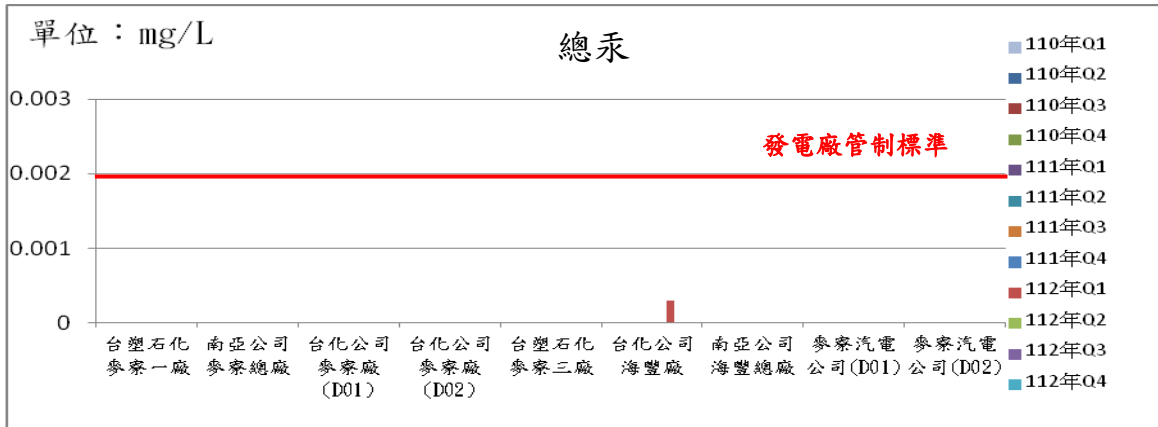 單位：mg/L
總汞
0.003
0.002
0.001
0
發電廠管制標準
台塑石化
參寮一廠
南亞公司
參寮總廠
台化公司
參寮廠
(D01)
台化公司
參寮廠
(D02)
台塑石化
參寮三廠
台化公司
海豐廠
南亞公司
海豐總廠
參寮汽電
公司(D01)
參寮汽電
公司(D02)
110年Q1
110年Q2
110年Q3
110年Q4
111年Q1
111年Q2
111年Q3
111年Q4
112年Q1
112年Q2
112年Q3
112年Q4